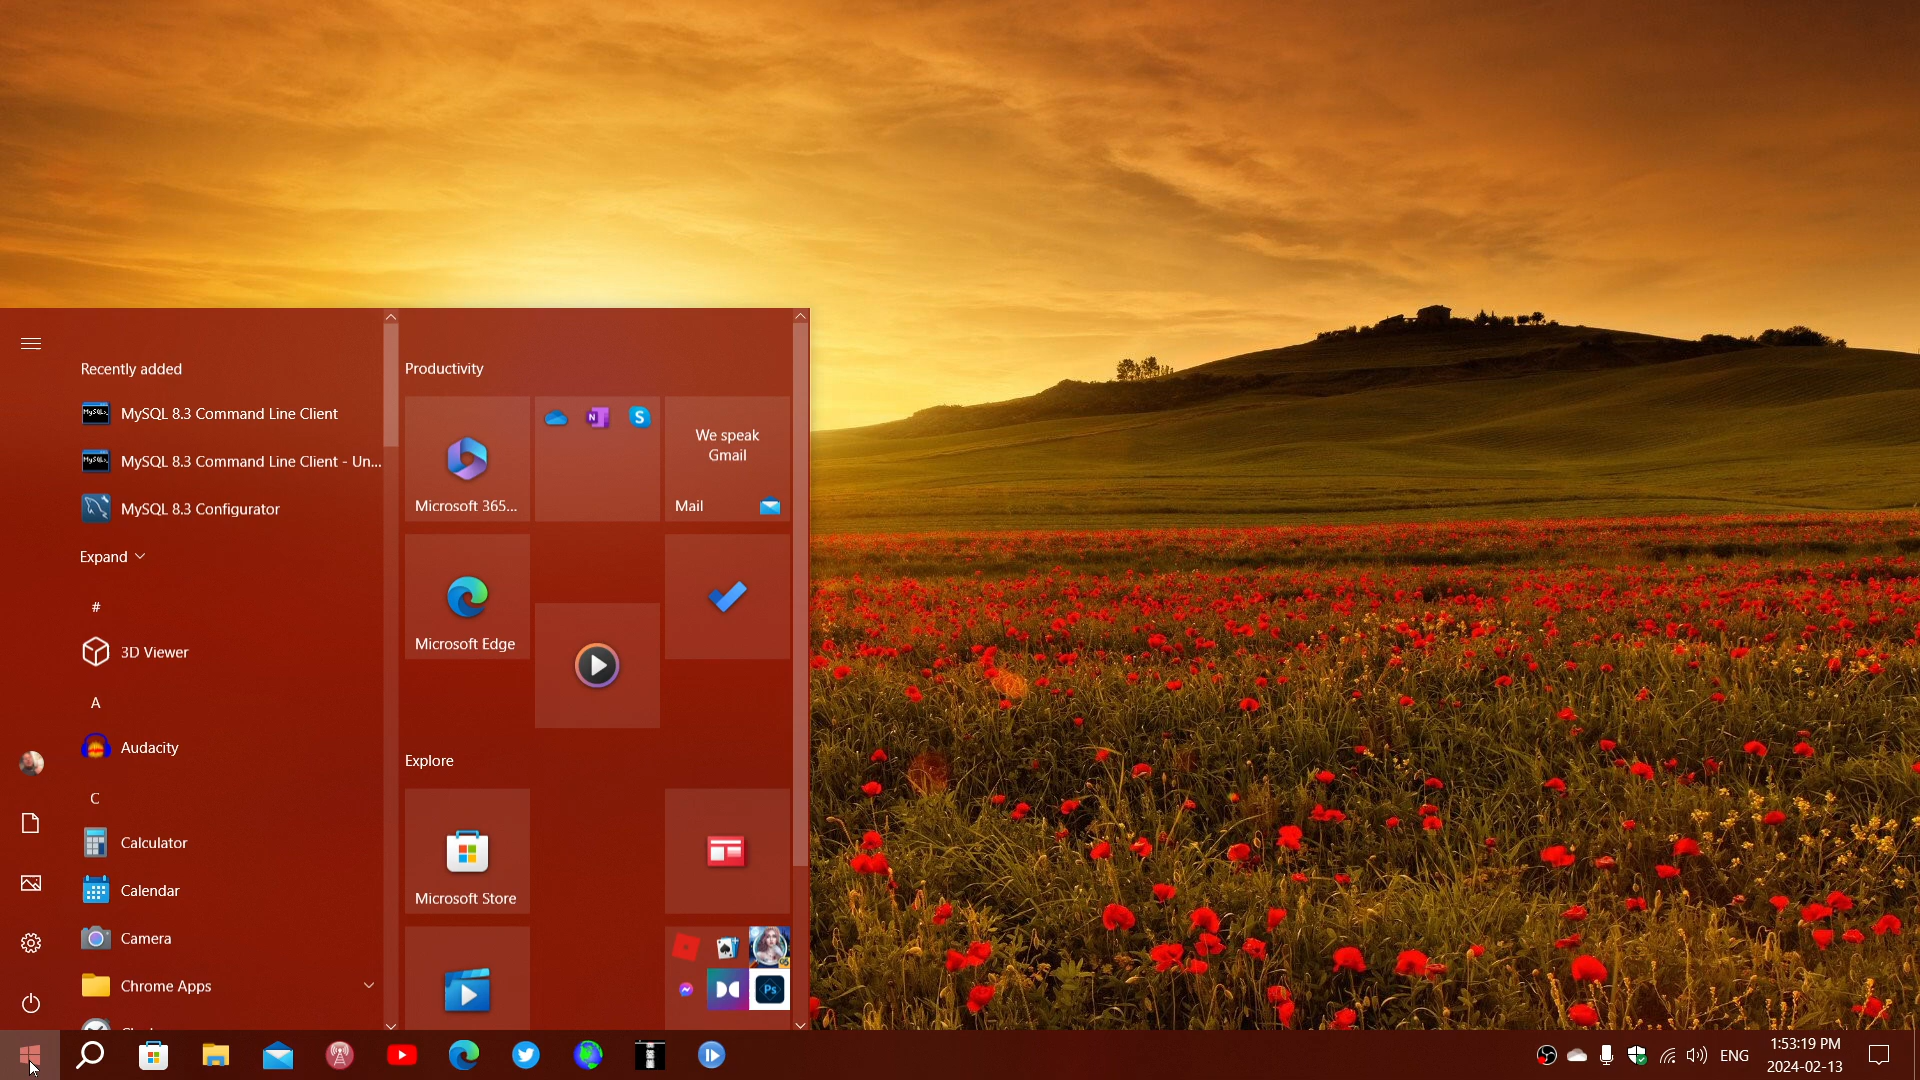 Recently added
MySQL 8.3 Command Line Client
MySQL 8.3 Command Line Client - Un...
MySQL 8.3 Configurator
Expand
#
3D Viewer
A
Audacity
C
Calculator
Calendar
Camera
Chrome Apps
Productivity
Microsoft 365...
N
S
We speak
Gmail
Mail
Microsoft Edge
Explore
Microsoft Store
Ps
ENG
1:53:19 PM
2024-02-13